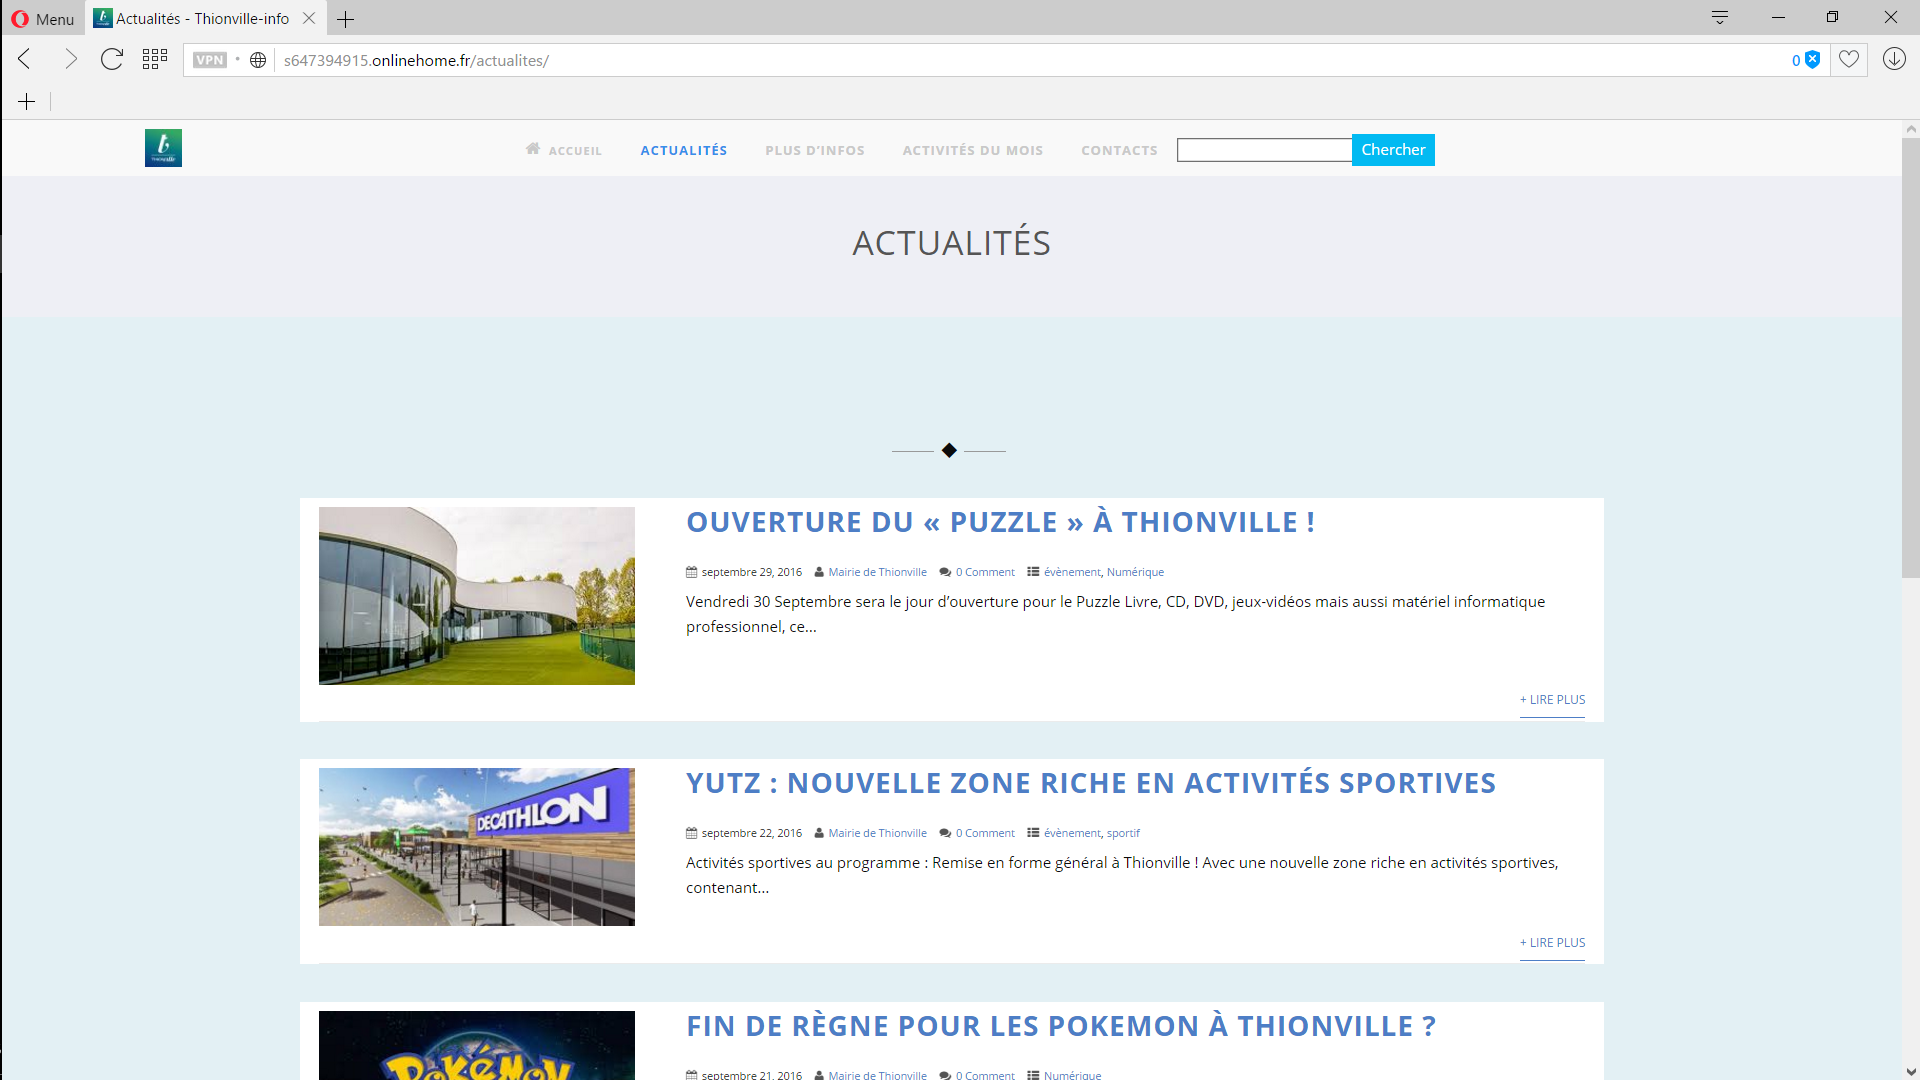 Menu
Actualités - Thionville-info
VPN
s647394915.onlinehome.fr/actualites/
0
ACCUEIL
ACTUALITÉS
PLUS D'INFOS
ACTIVITÉS DU MOIS
CONTACTS
Chercher
ACTUALITÉS
OUVERTURE DU « PUZZLE » À THIONVILLE !
septembre 29, 2016 Mairie de Thionville 0 Comment évènement, Numérique
Vendredi 30 Septembre sera le jour d'ouverture pour le Puzzle Livre, CD, DVD, jeux-vidéos mais aussi matériel informatique
professionnel, ce...
+ LIRE PLUS
DECATHLON
YUTZ : NOUVELLE ZONE RICHE EN ACTIVITÉS SPORTIVES
septembre 22, 2016 Mairie de Thionville 0 Comment évènement, sportif
Activités sportives au programme : Remise en forme général à Thionville ! Avec une nouvelle zone riche en activités sportives,
contenant...
+ LIRE PLUS
POKéMON
FIN DE RÈGNE POUR LES POKEMON À THIONVILLE ?
septembre 21, 2016 Mairie de Thionville 0 Comment Numérique